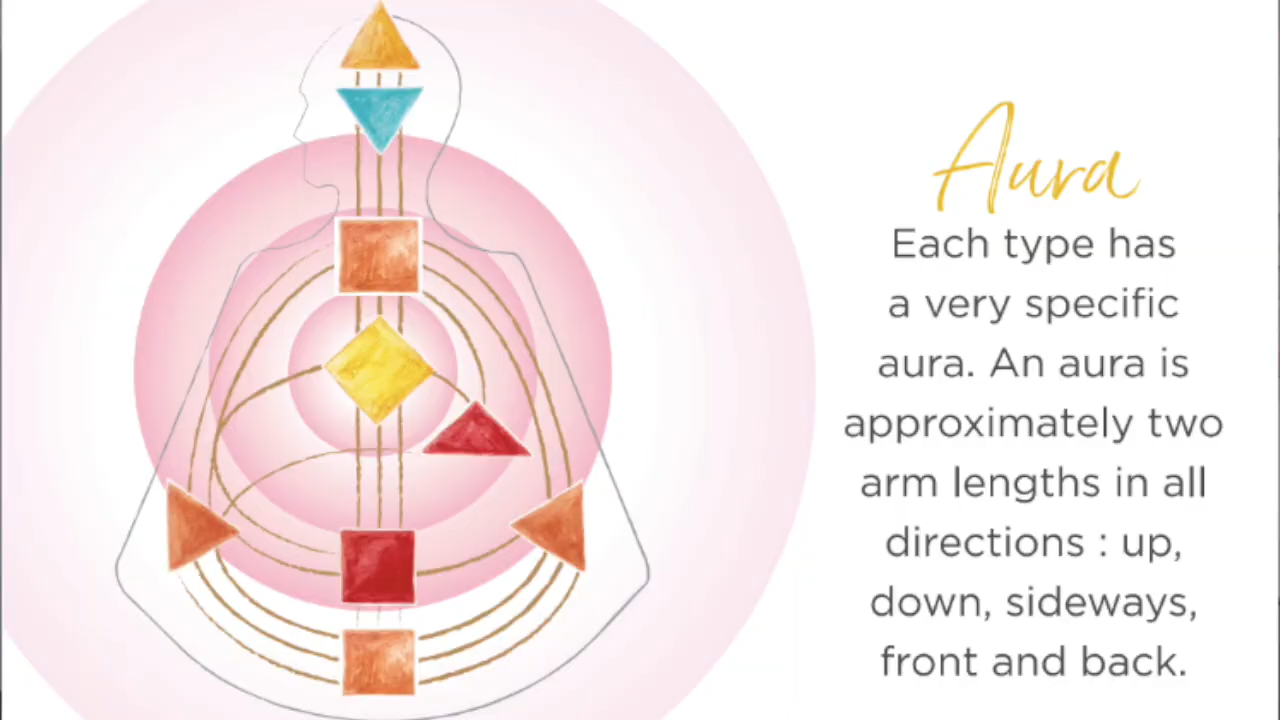 Aura
Each type has
a very specific
aura. An aura is
approximately two
arm lengths in all
directions : up,
down, sideways,
front and back.